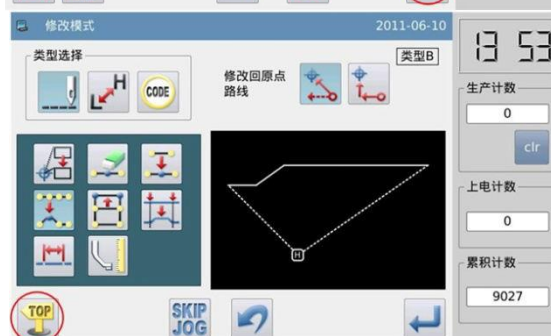 修改模式 2011-06-10
13 53
类型选择
类型B
H
CODE
修改回原点
路线
生产计数
0
clr
上电计数
0
H
累积计数
9027
TOP
SKIP
JOG